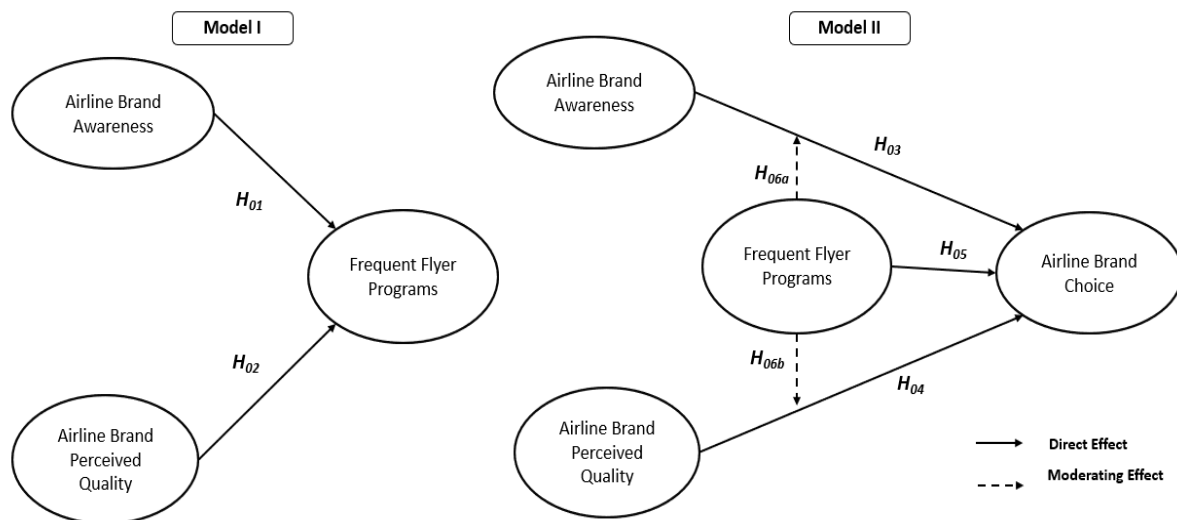 Model I
Airline Brand
Awareness
H01
Frequent Flyer
Programs
H02
Airline Brand
Perceived
Quality
Model II
Airline Brand
Awareness
H03
H06a
Frequent Flyer
Programs
H05
Airline Brand
Choice
H06b
H04
Airline Brand
Perceived
Quality
Direct Effect
Moderating Effect